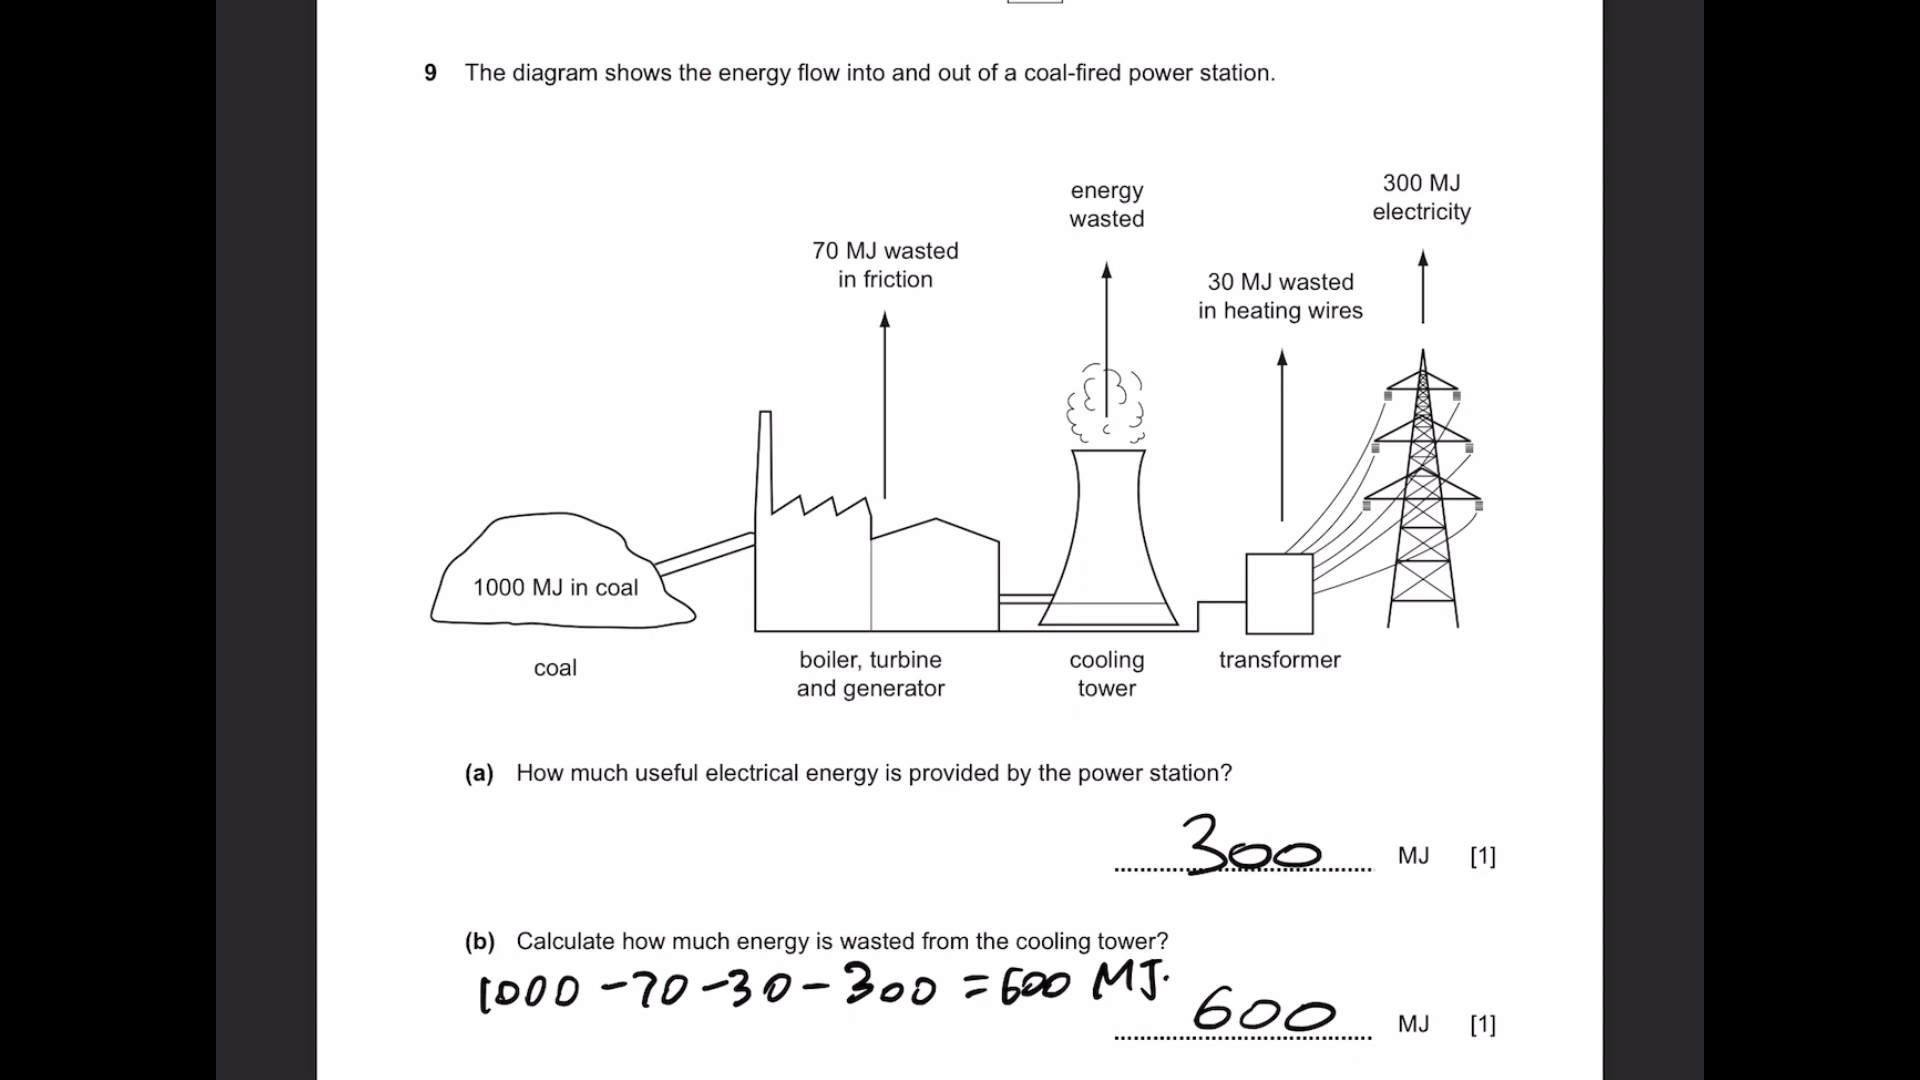 9 The diagram shows the energy flow into and out of a coal-fired power station.
300 MJ
electricity
energy
wasted
70 MJ wasted
in friction
30 MJ wasted
in heating wires
1000 MJ in coal
coal
boiler, turbine
and generator
cooling
tower
transformer
(a) How much useful electrical energy is provided by the power station?
300 MJ [1]
(b) Calculate how much energy is wasted from the cooling tower?
1000 - 70 - 30 - 300 = 600 MJ.
600 MJ [1]